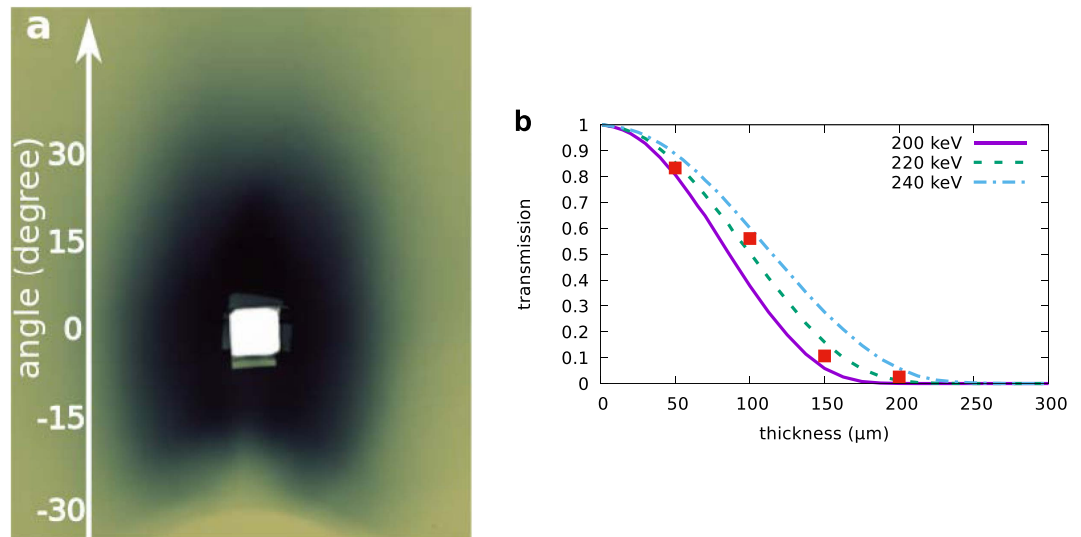 a
angle (degree)
30
15
0
-15
-30
b
transmission
1
0.9
0.8
0.7
0.6
0.5
0.4
0.3
0.2
0.1
0
200 keV
220 keV
240 keV
0 50 100 150 200 250 300
thickness (µm)